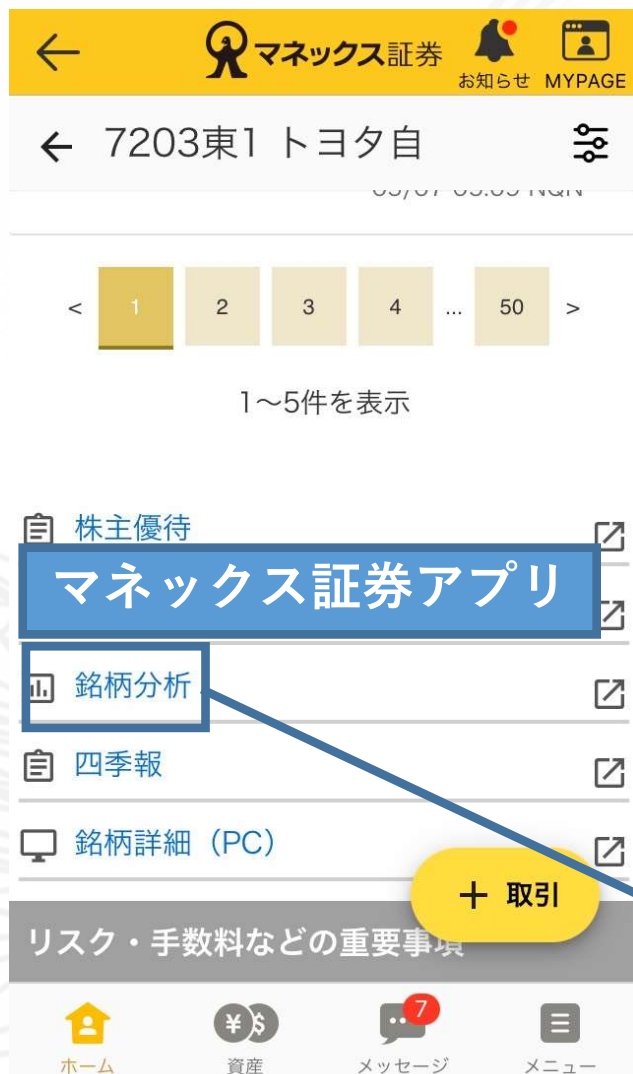 マネックス証券
お知らせ MYPAGE
7203東1 トヨタ自
< 1 2 3 4 ... 50 >
1～5件を表示
株主優待
マネックス証券アプリ
銘柄分析
四季報
銘柄詳細（PC）
＋ 取引
リスク・手数料などの重要事項
7
ホーム 資産 メッセージ メニュー